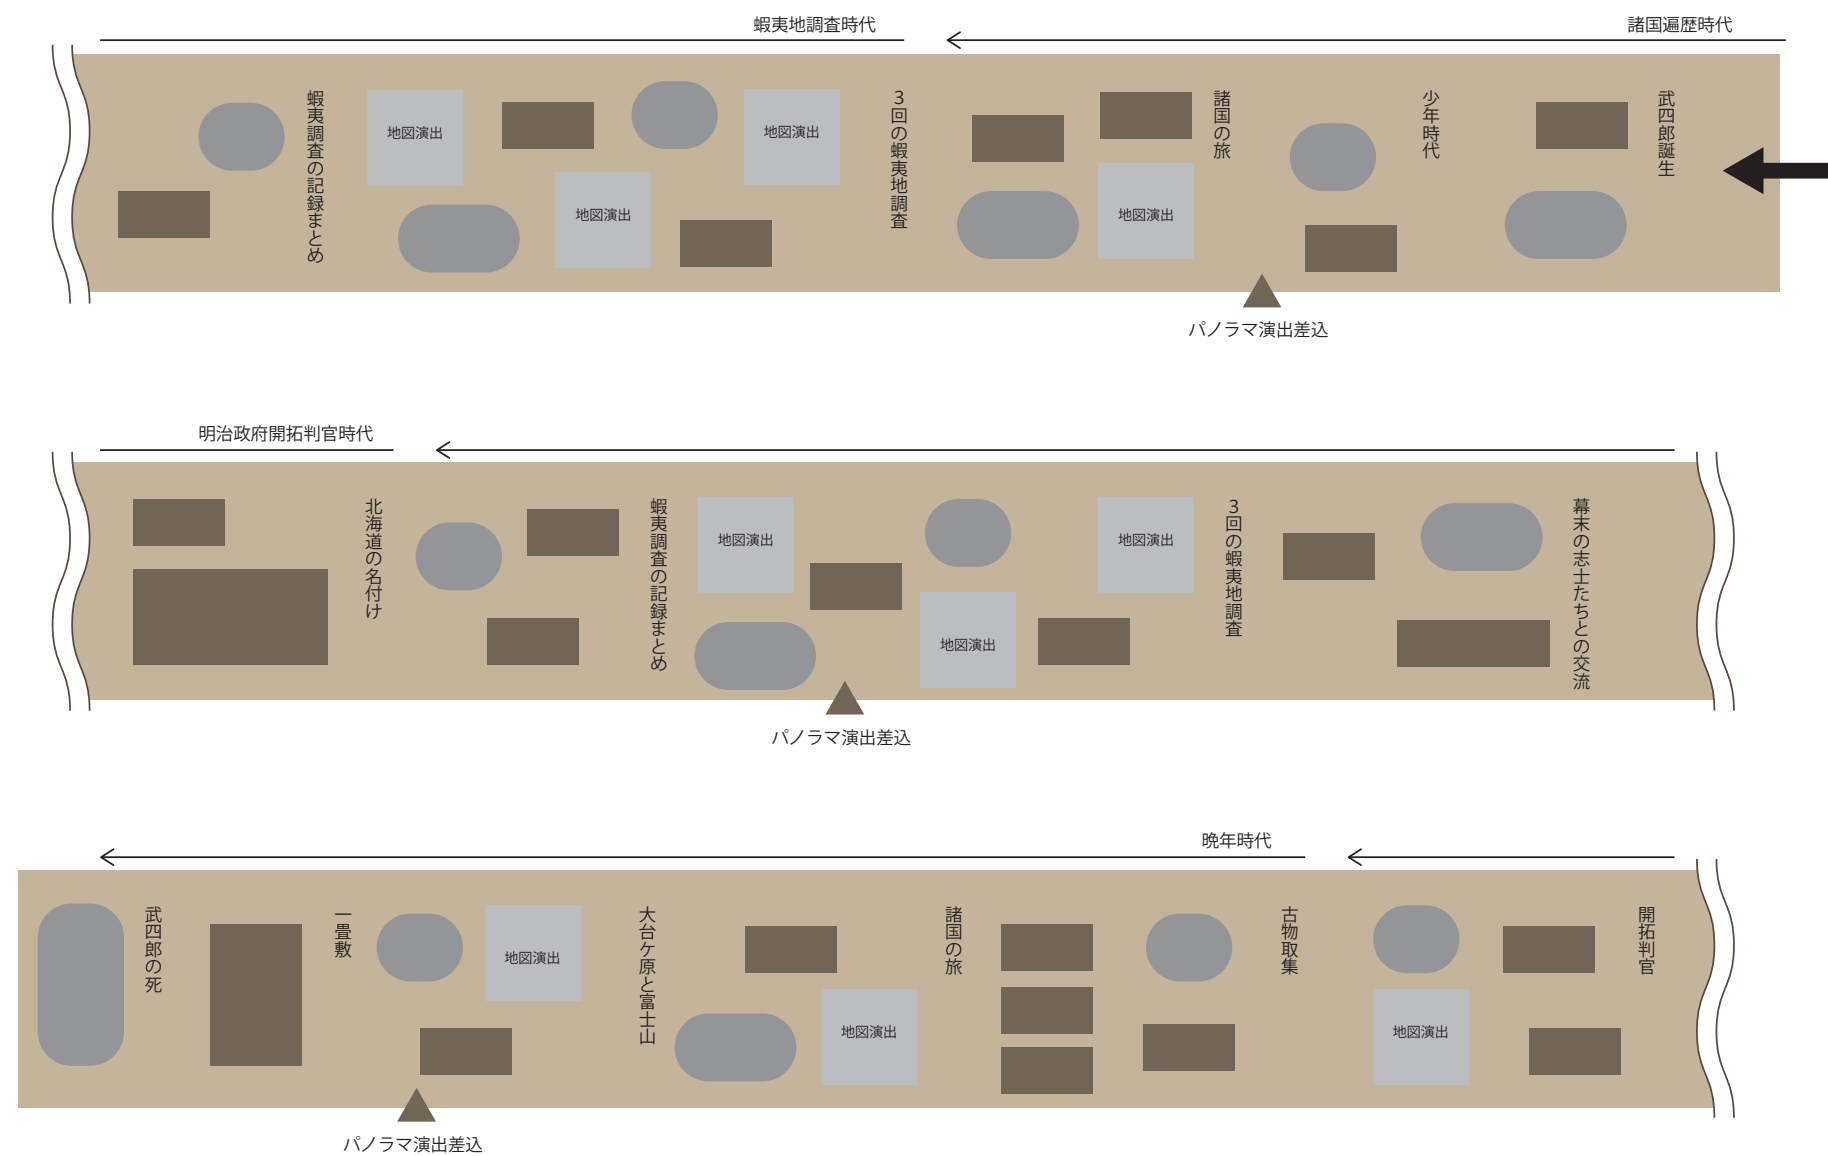 諸国遍歴時代
蝦夷地調査時代
武四郎誕生
少年時代
諸国の旅
地図演出
3回の蝦夷地調査
地図演出
地図演出
地図演出
蝦夷調査の記録まとめ
パノラマ演出差込
明治政府開拓判官時代
幕末の志士たちとの交流
3回の蝦夷地調査
地図演出
地図演出
地図演出
蝦夷調査の記録まとめ
北海道の名付け
パノラマ演出差込
晩年時代
開拓判官
地図演出
古物取集
諸国の旅
地図演出
大台ケ原と富士山
地図演出
一畳敷
武四郎の死
パノラマ演出差込